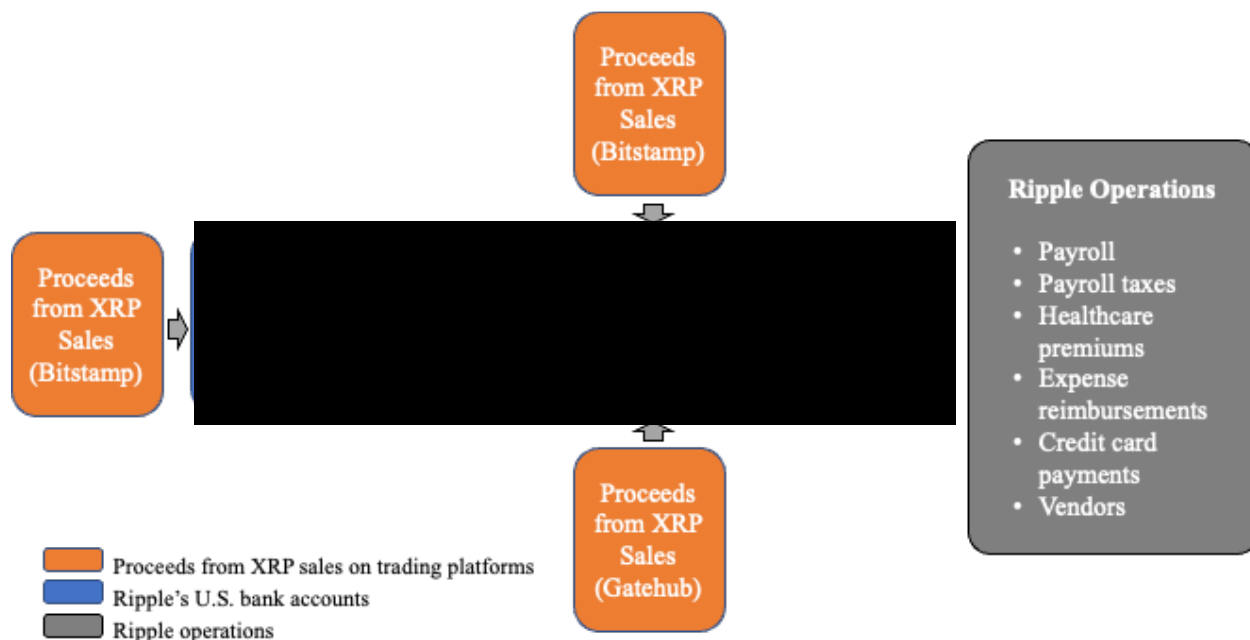 Proceeds
from XRP
Sales
(Bitstamp)
Proceeds
from XRP
Sales
(Bitstamp)
Ripple Operations
• Payroll
• Payroll taxes
• Healthcare
premiums
• Expense
reimbursements
• Credit card
payments
• Vendors
Proceeds
from XRP
Sales
(Gatehub)
Proceeds from XRP sales on trading platforms
Ripple's U.S. bank accounts
Ripple operations